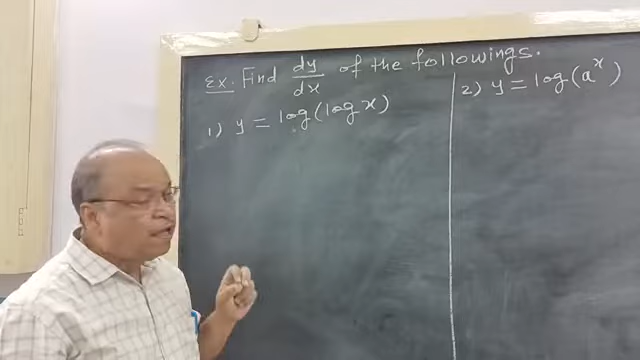 Ex. Find dy/dx of the followings.
1) y = log(log x)
2) y = log(a^x)